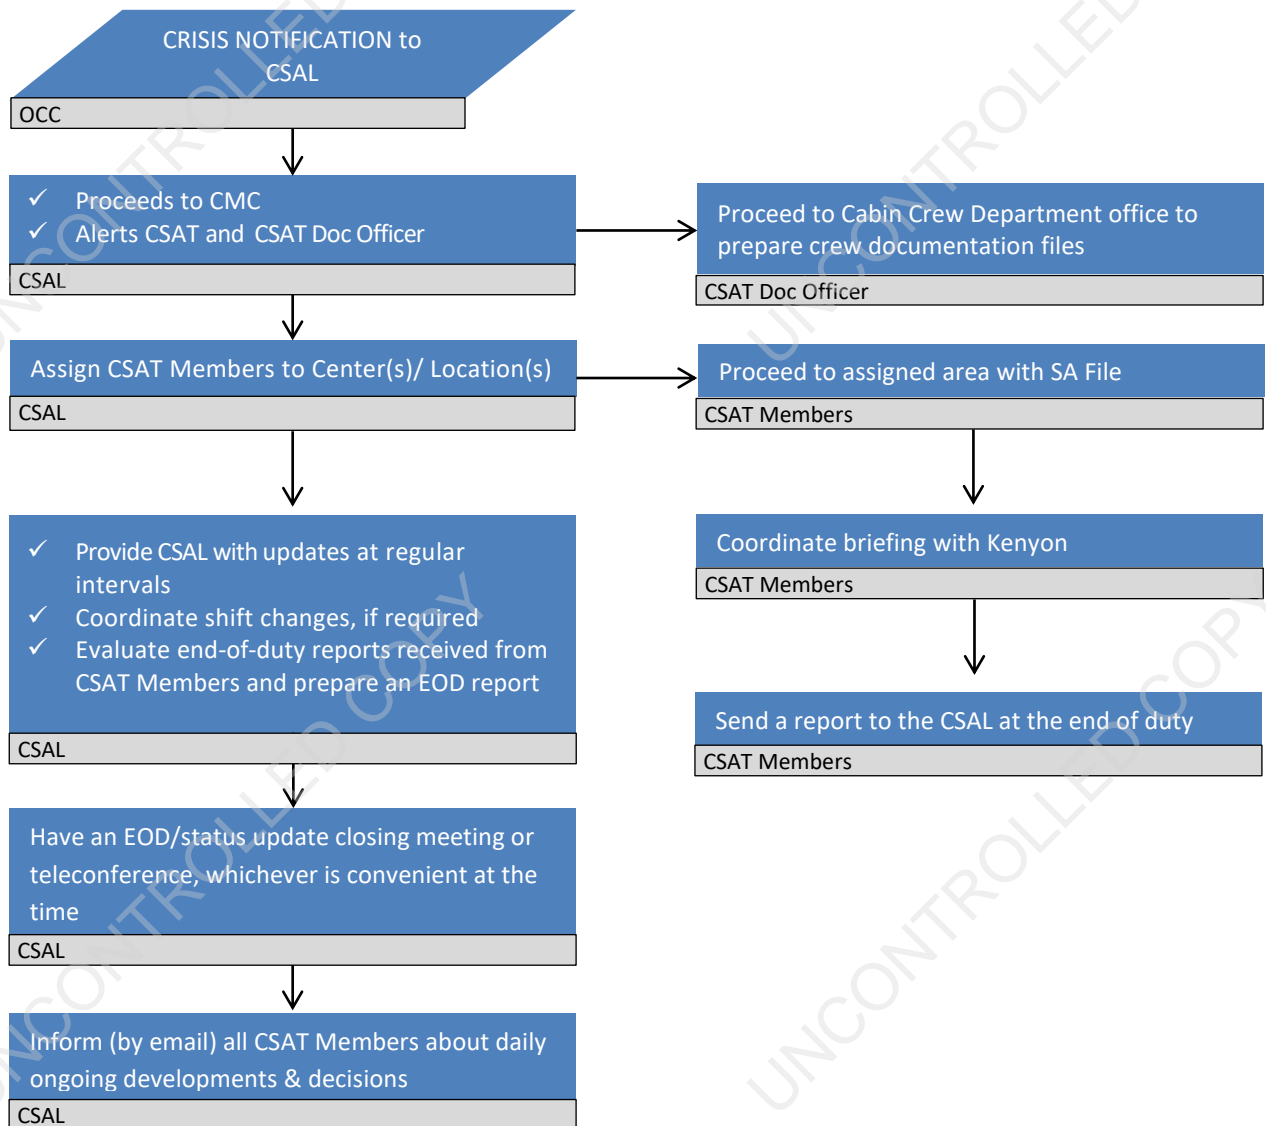 CRISIS NOTIFICATION to
CSAL
OCC
✓ Proceeds to CMC
✓ Alerts CSAT and CSAT Doc Officer
CSAL
Proceed to Cabin Crew Department office to
prepare crew documentation files
CSAT Doc Officer
Assign CSAT Members to Center(s)/ Location(s)
CSAL
Proceed to assigned area with SA File
CSAT Members
✓ Provide CSAL with updates at regular
intervals
✓ Coordinate shift changes, if required
✓ Evaluate end-of-duty reports received from
CSAT Members and prepare an EOD report
CSAL
Coordinate briefing with Kenyon
CSAT Members
Send a report to the CSAL at the end of duty
CSAT Members
Have an EOD/status update closing meeting or
teleconference, whichever is convenient at the
time
CSAL
Inform (by email) all CSAT Members about daily
ongoing developments & decisions
CSAL
UNCONTROLLED COPY
UNCONTROLLED COPY
UNCONTROLLED
UNCONTROLLED